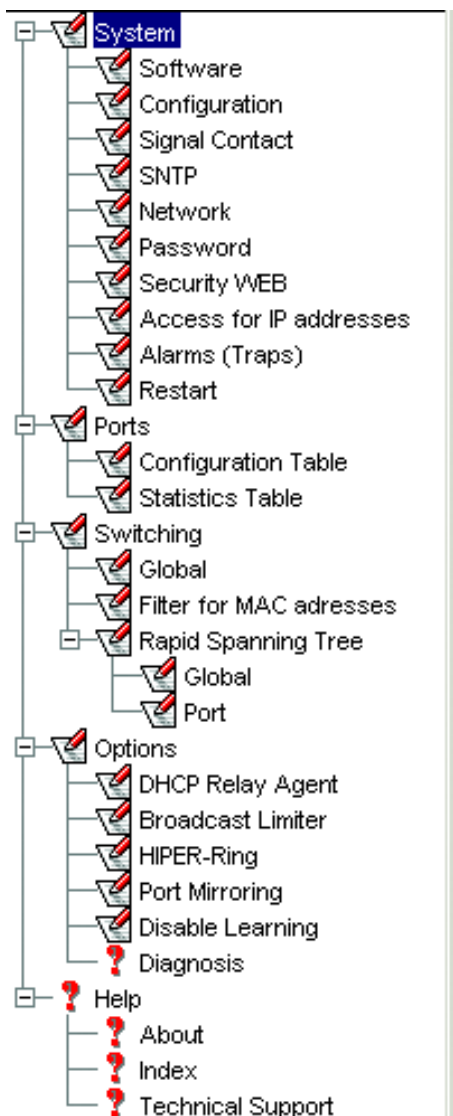 System
Software
Configuration
Signal Contact
SNTP
Network
Password
Security WEB
Access for IP addresses
Alarms (Traps)
Restart
Ports
Configuration Table
Statistics Table
Switching
Global
Filter for MAC adresses
Rapid Spanning Tree
Global
Port
Options
DHCP Relay Agent
Broadcast Limiter
HIPER-Ring
Port Mirroring
Disable Learning
Diagnosis
Help
About
Index
Technical Support